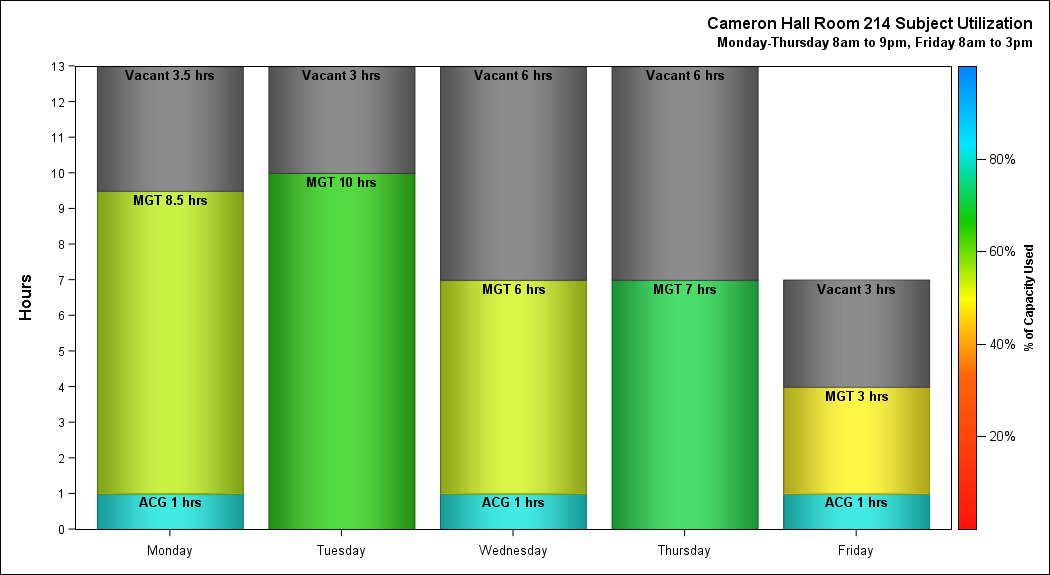 Cameron Hall Room 214 Subject Utilization
Monday-Thursday 8am to 9pm, Friday 8am to 3pm
Hours
13
12
11
10
9
8
7
6
5
4
3
2
1
0
Vacant 3.5 hrs
MGT 8.5 hrs
ACG 1 hrs
Vacant 3 hrs
MGT 10 hrs
Vacant 6 hrs
MGT 6 hrs
ACG 1 hrs
Vacant 6 hrs
MGT 7 hrs
Vacant 3 hrs
MGT 3 hrs
ACG 1 hrs
Monday
Tuesday
Wednesday
Thursday
Friday
80%
60%
40%
20%
% of Capacity Used